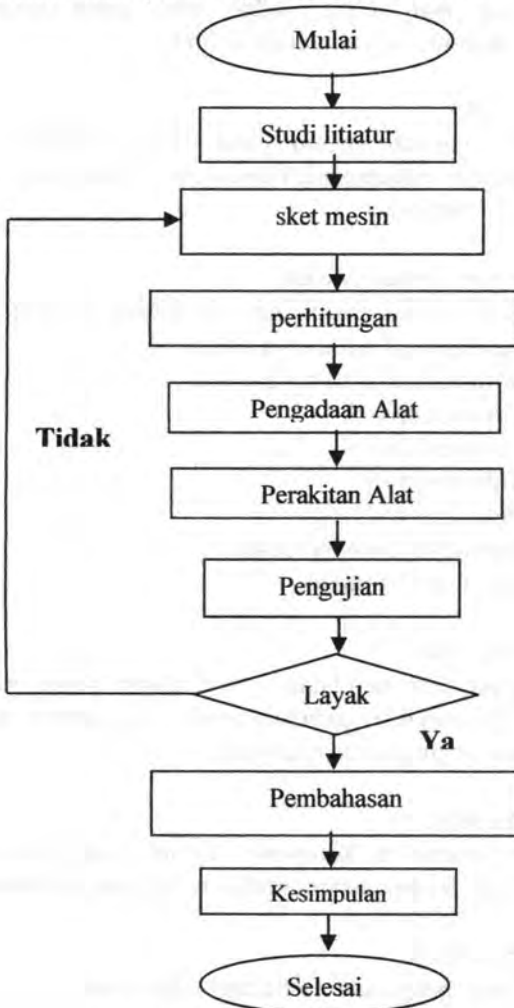 Mulai
Studi litiatur
sket mesin
perhitungan
Pengadaan Alat
Tidak
Perakitan Alat
Pengujian
Layak
Ya
Pembahasan
Kesimpulan
Selesai